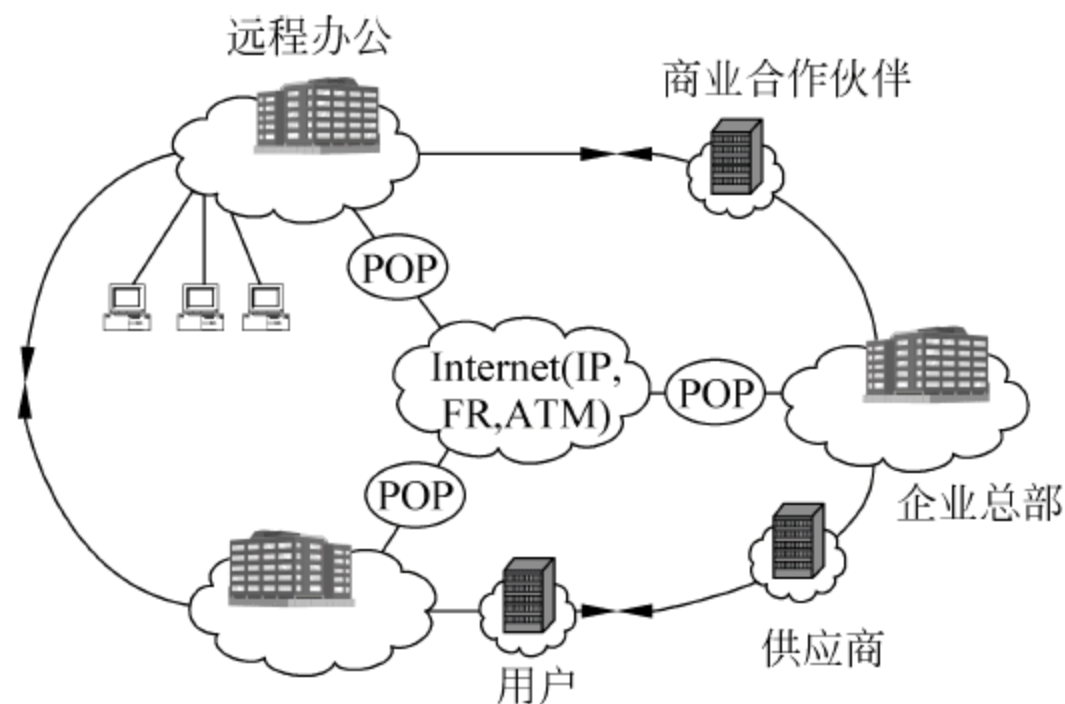 远程办公
商业合作伙伴
POP
Internet(IP,
FR,ATM)
POP
POP
企业总部
供应商
用户